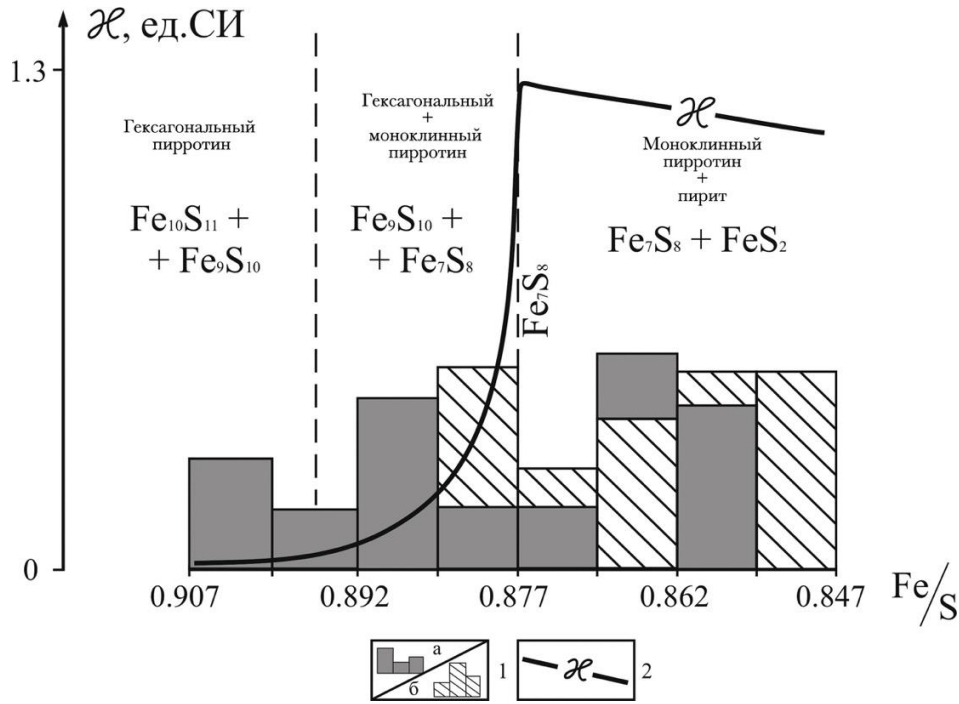 ϰ, ед.СИ
1.3
Гексагональный
пирротин
Гексагональный
+
моноклинный
пирротин
ϰ
Моноклинный
пирротин
+
пирит
Fe₁₀S₁₁ +
+ Fe₉S₁₀
Fe₉S₁₀ +
+ Fe₇S₈
Fe₇S₈ + FeS₂
Fe₇S₈
0
0.907
0.892
0.877
0.862
0.847
Fe/S
а
б
1
ϰ
2